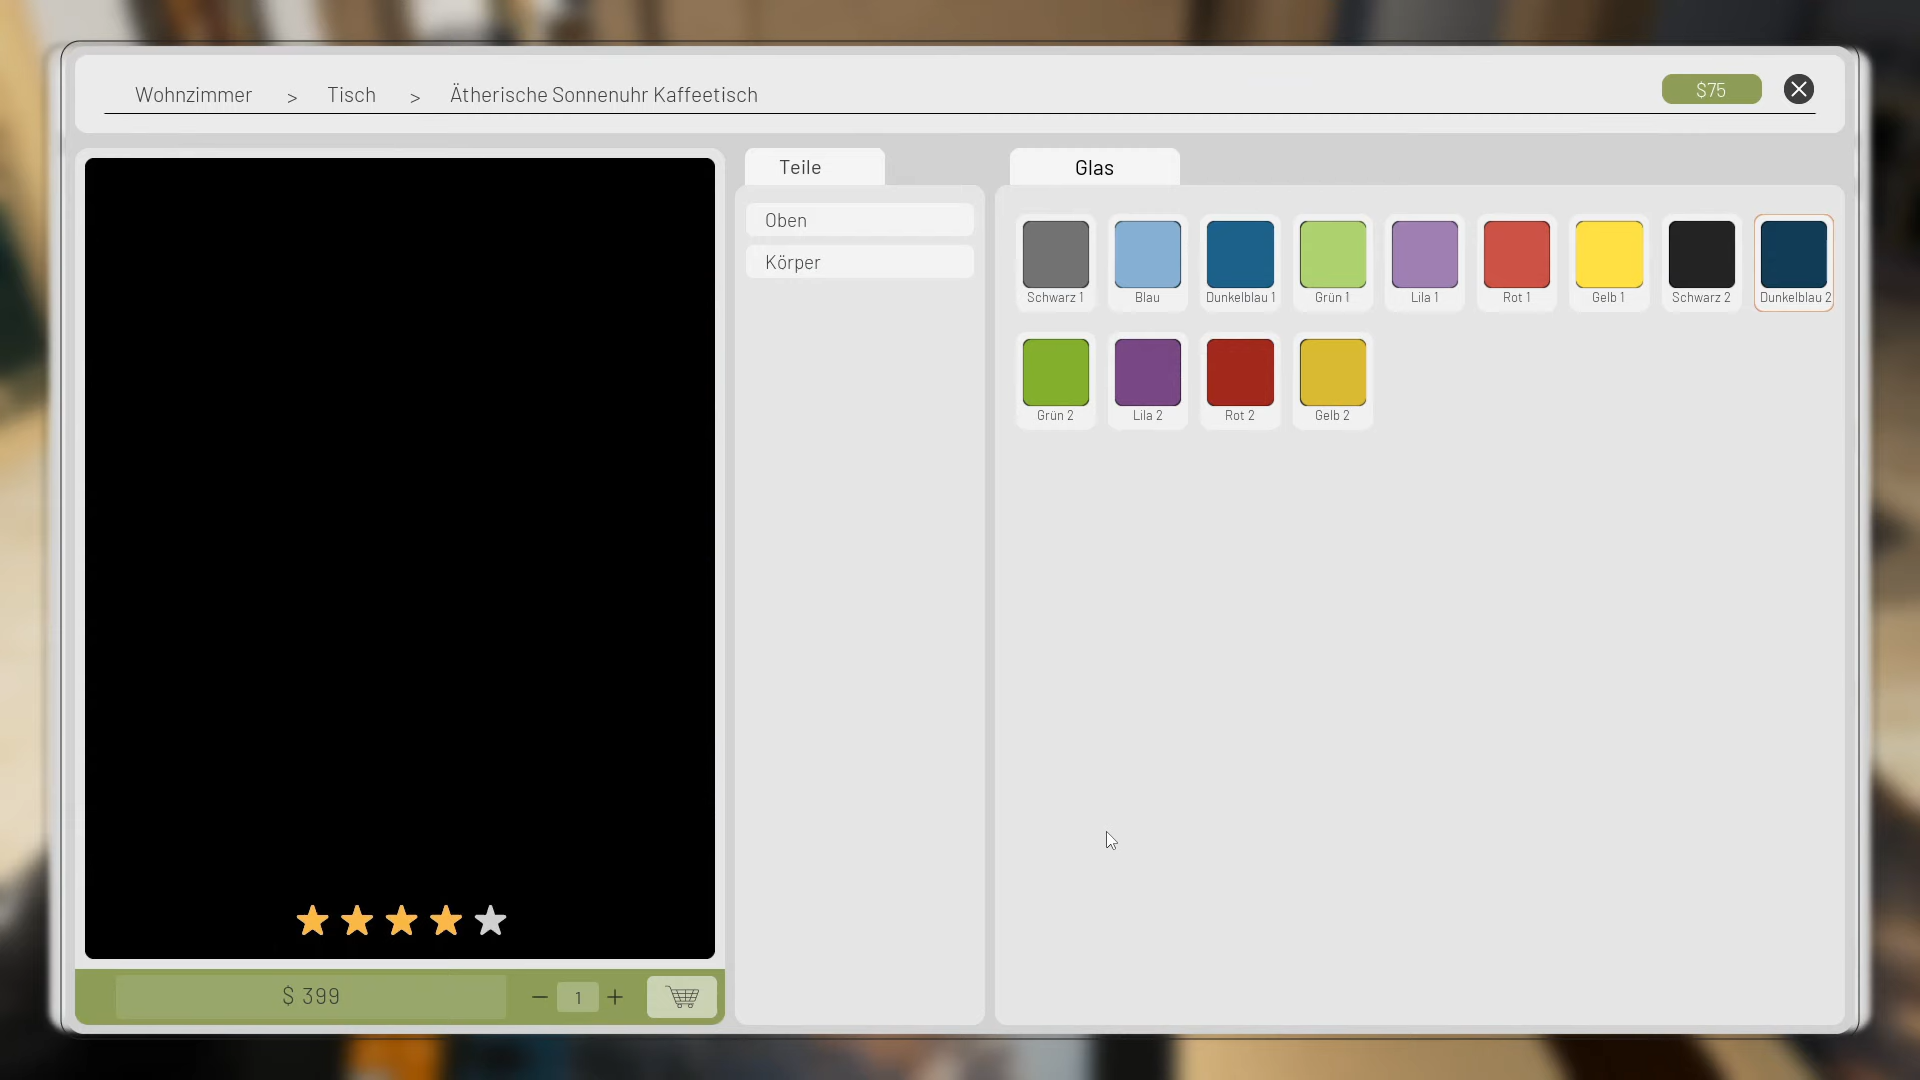 Wohnzimmer > Tisch > Ätherische Sonnenuhr Kaffeetisch
$75
Teile
Oben
Körper
Glas
Schwarz 1
Blau
Dunkelblau 1
Grün 1
Lila 1
Rot 1
Gelb 1
Schwarz 2
Dunkelblau 2
Grün 2
Lila 2
Rot 2
Gelb 2
$ 399
− 1 +